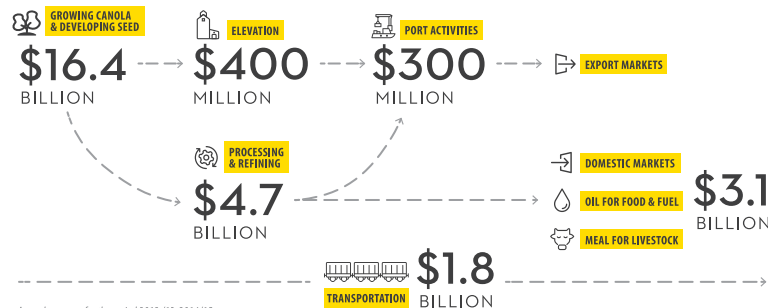 GROWING CANOLA
& DEVELOPING SEED
$16.4
BILLION
ELEVATION
$400
MILLION
PORT ACTIVITIES
$300
MILLION
EXPORT MARKETS
PROCESSING
& REFINING
$4.7
BILLION
DOMESTIC MARKETS
OIL FOR FOOD & FUEL
MEAL FOR LIVESTOCK
$3.1
BILLION
TRANSPORTATION
$1.8
BILLION